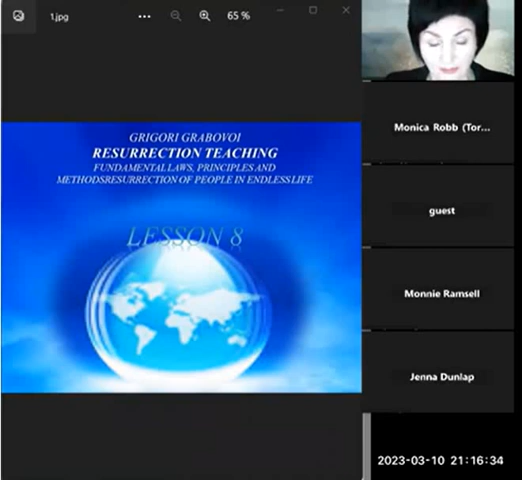 1.jpg
65 %
GRIGORI GRABOVOI
RESURRECTION TEACHING
FUNDAMENTAL LAWS, PRINCIPLES AND
METHODSRESURRECTION OF PEOPLE IN ENDLESS LIFE
LESSON 8
Monica Robb (Tor...
guest
Monnie Ramsell
Jenna Dunlap
2023-03-10 21:16:34